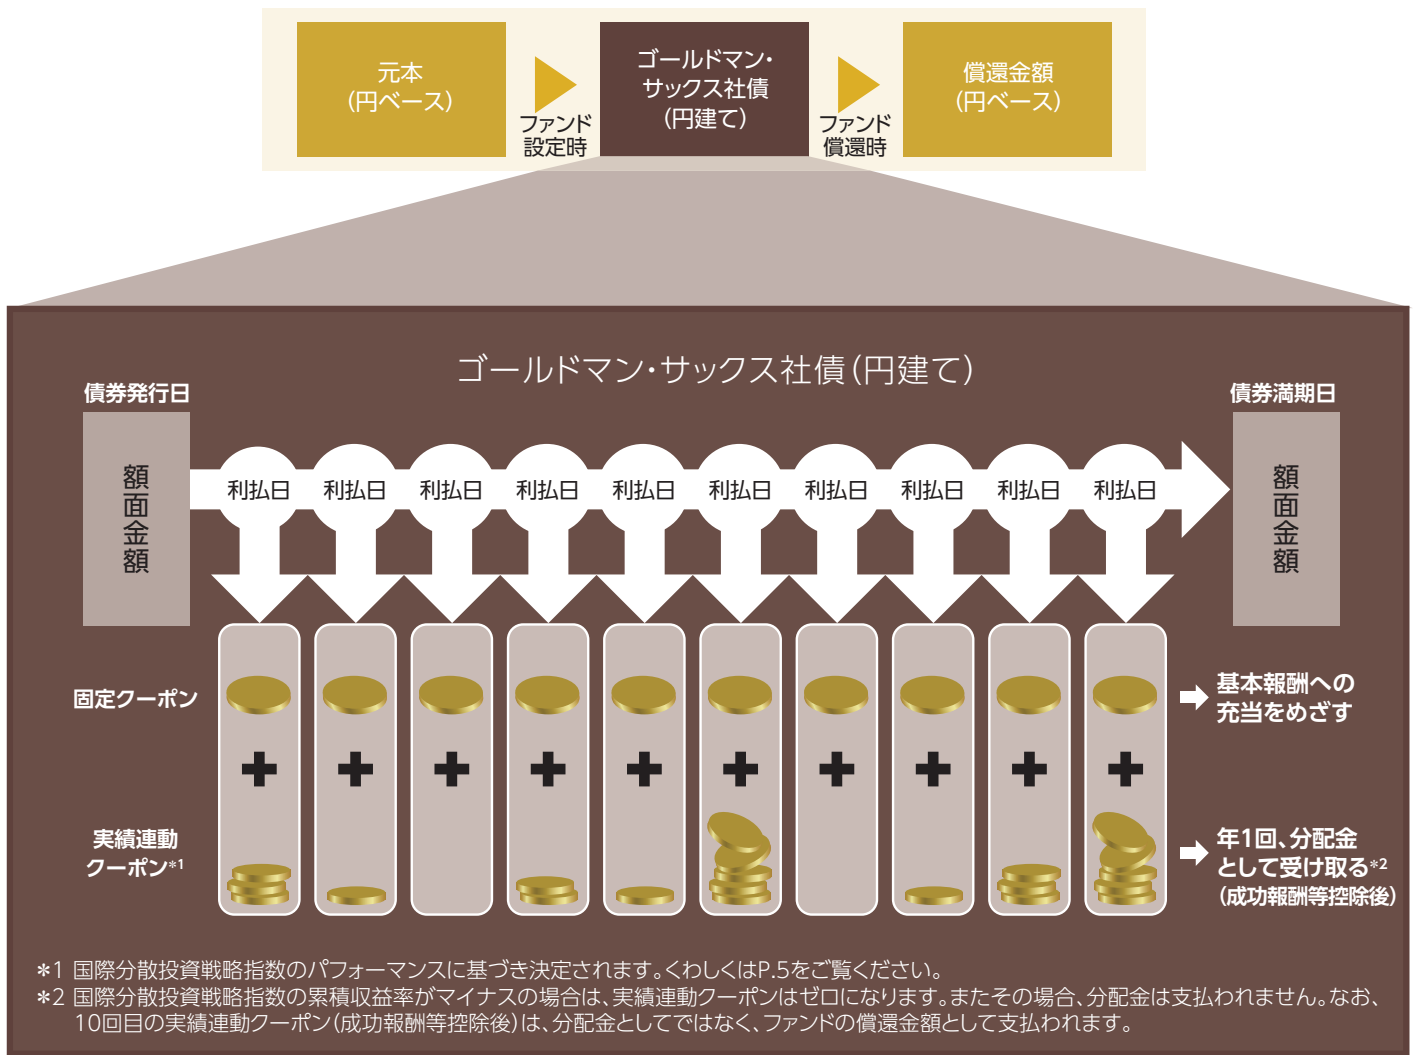 元本
（円ベース）
ファンド
設定時
ゴールドマン・
サックス社債
（円建て）
ファンド
償還時
償還金額
（円ベース）
ゴールドマン・サックス社債（円建て）
債券発行日
額面金額
利払日 利払日 利払日 利払日 利払日 利払日 利払日 利払日 利払日 利払日
債券満期日
額面金額
固定クーポン
+ + + + + + + + + +
基本報酬への
充当をめざす
実績連動
クーポン*1
年1回、分配金
として受け取る*2
（成功報酬等控除後）
*1 国際分散投資戦略指数のパフォーマンスに基づき決定されます。くわしくはP.5をご覧ください。
*2 国際分散投資戦略指数の累積収益率がマイナスの場合は、実績連動クーポンはゼロになります。またその場合、分配金は支払われません。なお、
10回目の実績連動クーポン（成功報酬等控除後）は、分配金としてではなく、ファンドの償還金額として支払われます。